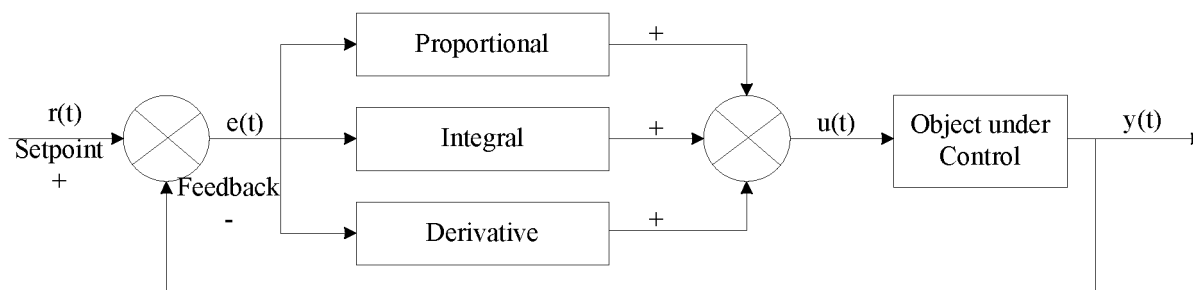 r(t)
Setpoint
+
Feedback
-
e(t)
Proportional
+
Integral
+
Derivative
+
u(t)
Object under
Control
y(t)